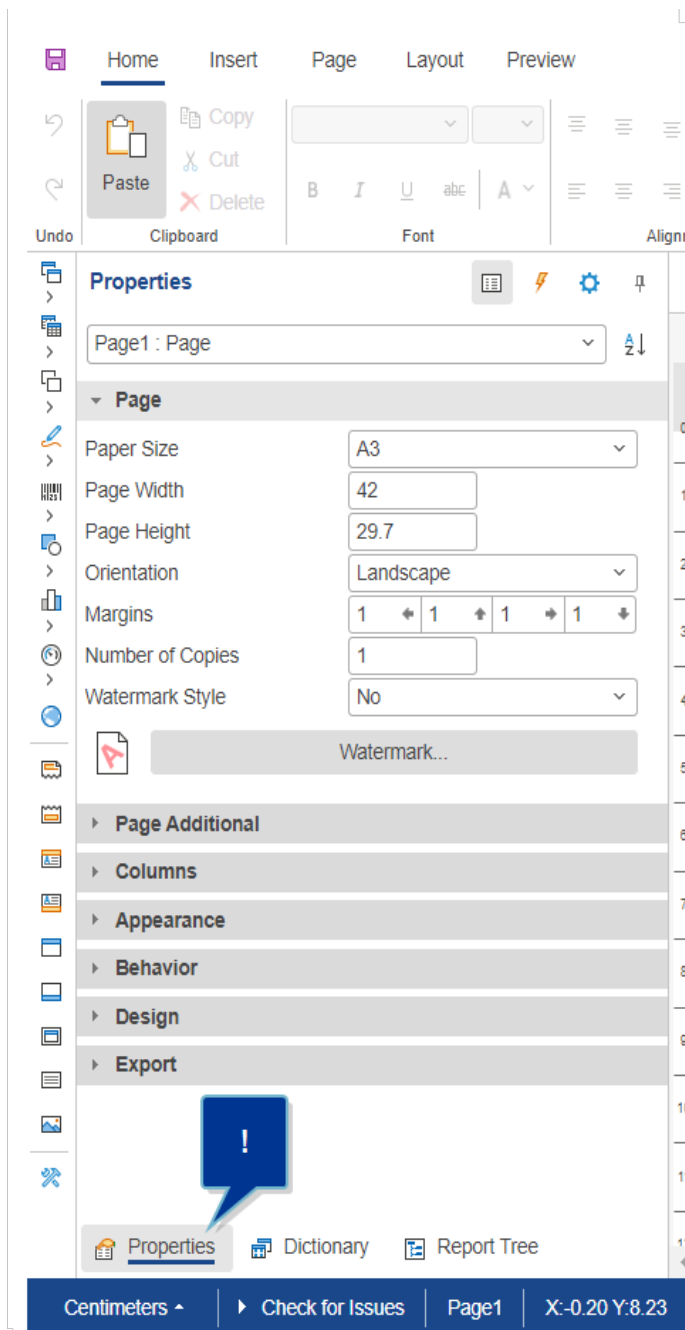 Home Insert Page Layout Preview
Copy
Cut
Paste
Delete
B I U abc A
Undo Clipboard Font
Properties
Page1 : Page
Page
Paper Size A3
Page Width 42
Page Height 29.7
Orientation Landscape
Margins 1 1 1 1
Number of Copies 1
Watermark Style No
Watermark...
Page Additional
Columns
Appearance
Behavior
Design
Export
!
Properties Dictionary Report Tree
Centimeters Check for Issues Page1 X:-0.20 Y:8.23